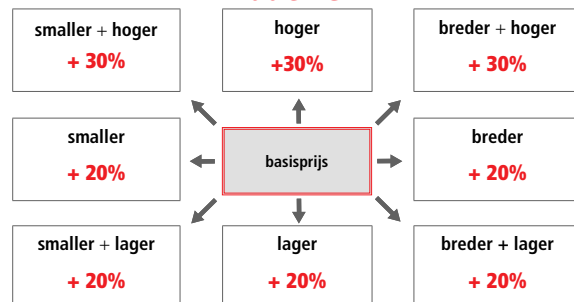 smaller + hoger
+ 30%
hoger
+30%
breder + hoger
+ 30%
smaller
+ 20%
basisprijs
breder
+ 20%
smaller + lager
+ 20%
lager
+ 20%
breder + lager
+ 20%